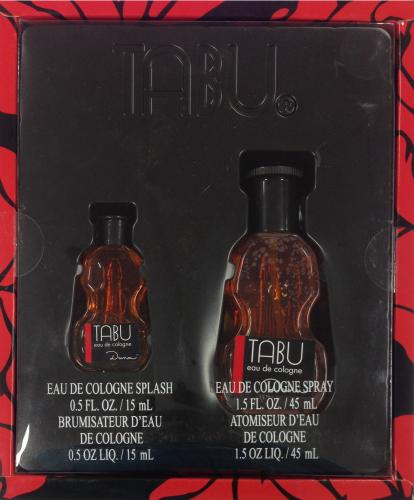 TABU®
TABU
eau de cologne
Dana
EAU DE COLOGNE SPLASH
0.5 FL. OZ. / 15 mL
BRUMISATEUR D'EAU
DE COLOGNE
0.5 OZ LIQ. / 15 mL
TABU
eau de cologne
EAU DE COLOGNE SPRAY
1.5 FL. OZ. / 45 mL
ATOMISEUR D'EAU
DE COLOGNE
1.5 OZ LIQ. / 45 mL